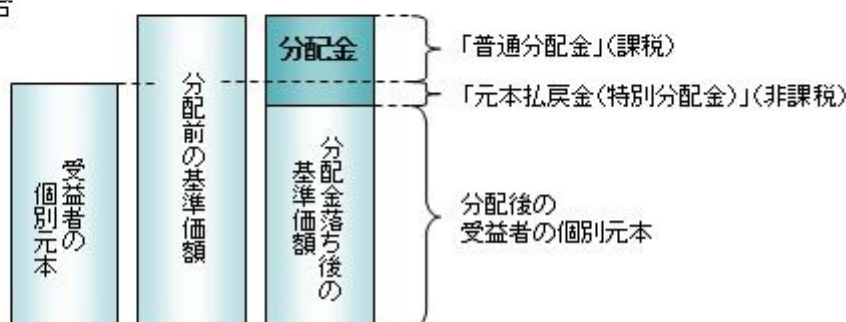 受益者の
個別元本
分配前の基準価額
分配金
分配金落ち後の
基準価額
「普通分配金」(課税)
「元本払戻金(特別分配金)」(非課税)
分配後の
受益者の個別元本